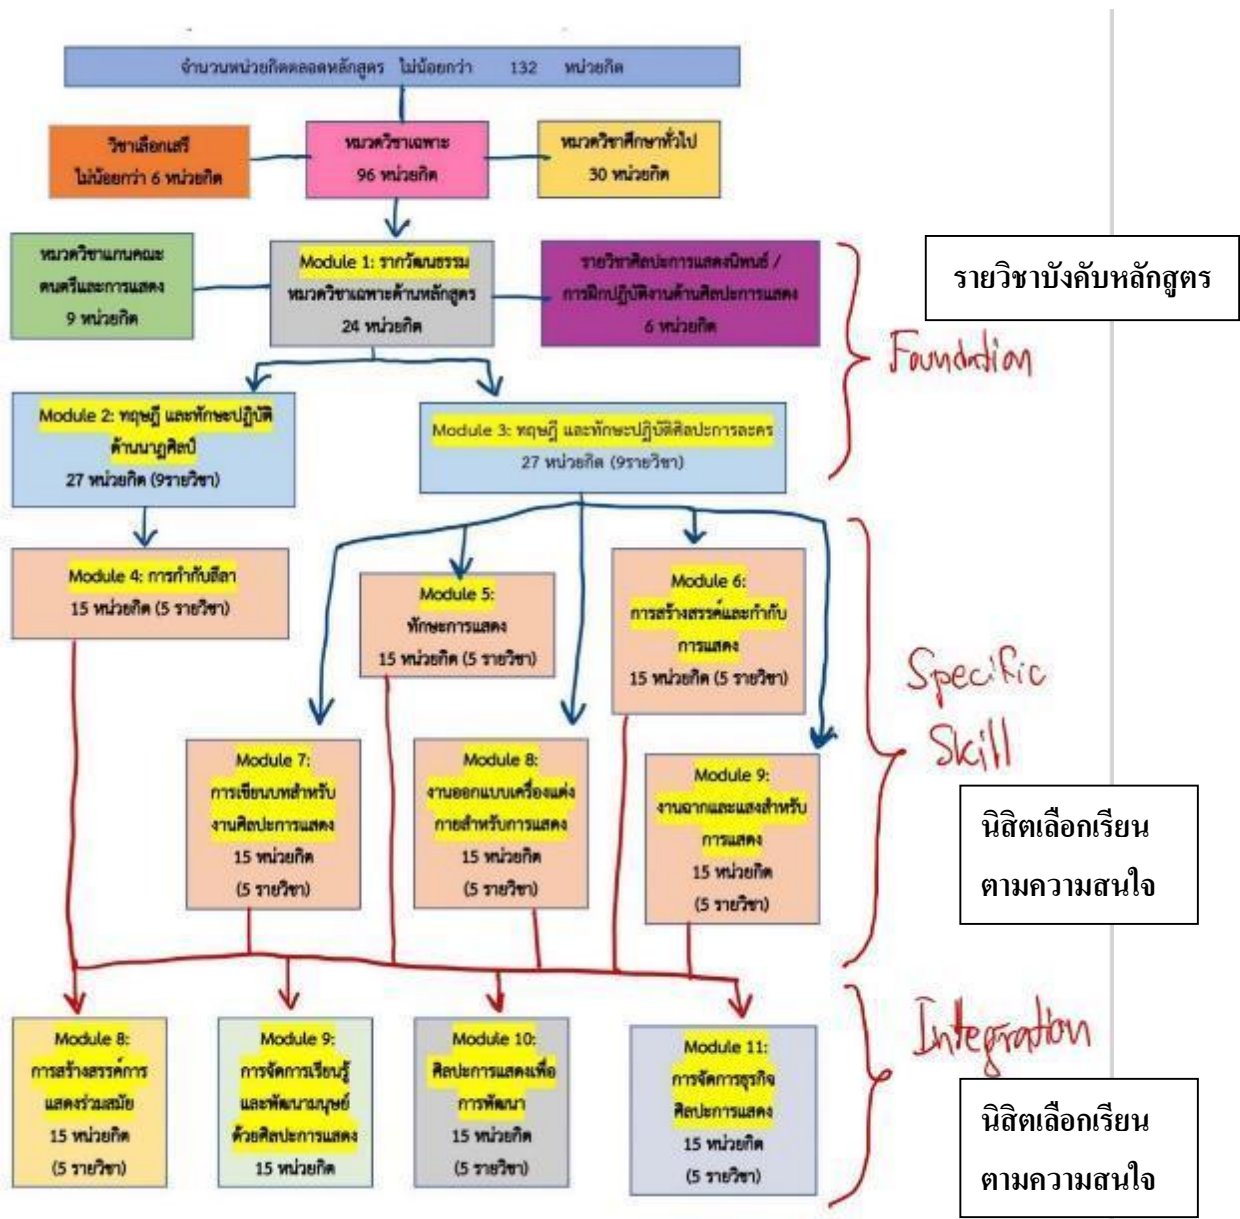 จำนวนหน่วยกิตตลอดหลักสูตร ไม่น้อยกว่า 132 หน่วยกิต
วิชาเลือกเสรี
ไม่น้อยกว่า 6 หน่วยกิต
หมวดวิชาเฉพาะ
96 หน่วยกิต
หมวดวิชาศึกษาทั่วไป
30 หน่วยกิต
หมวดวิชาแกนคณะ
ดนตรีและการแสดง
9 หน่วยกิต
Module 1: รากวัฒนธรรม
หมวดวิชาเฉพาะด้านหลักสูตร
24 หน่วยกิต
รายวิชาศิลปะการแสดงนิพนธ์ /
การฝึกปฏิบัติงานด้านศิลปะการแสดง
6 หน่วยกิต
รายวิชาบังคับหลักสูตร
Foundation
Module 2: ทฤษฎี และทักษะปฏิบัติ
ด้านนาฏศิลป์
27 หน่วยกิต (9รายวิชา)
Module 3: ทฤษฎี และทักษะปฏิบัติศิลปะการละคร
27 หน่วยกิต (9รายวิชา)
Module 4: การกำกับลีลา
15 หน่วยกิต (5 รายวิชา)
Module 5:
ทักษะการแสดง
15 หน่วยกิต (5 รายวิชา)
Module 6:
การสร้างสรรค์และกำกับ
การแสดง
15 หน่วยกิต (5 รายวิชา)
Specific
Skill
Module 7:
การเขียนบทสำหรับ
งานศิลปะการแสดง
15 หน่วยกิต
(5 รายวิชา)
Module 8:
งานออกแบบเครื่องแต่ง
กายสำหรับการแสดง
15 หน่วยกิต
(5 รายวิชา)
Module 9:
งานฉากและแสงสำหรับ
การแสดง
15 หน่วยกิต
(5 รายวิชา)
นิสิตเลือกเรียน
ตามความสนใจ
Module 8:
การสร้างสรรค์การ
แสดงร่วมสมัย
15 หน่วยกิต
(5 รายวิชา)
Module 9:
การจัดการเรียนรู้
และพัฒนามนุษย์
ด้วยศิลปะการแสดง
15 หน่วยกิต
Module 10:
ศิลปะการแสดงเพื่อ
การพัฒนา
15 หน่วยกิต
(5 รายวิชา)
Module 11:
การจัดการธุรกิจ
ศิลปะการแสดง
15 หน่วยกิต
(5 รายวิชา)
Integration
นิสิตเลือกเรียน
ตามความสนใจ